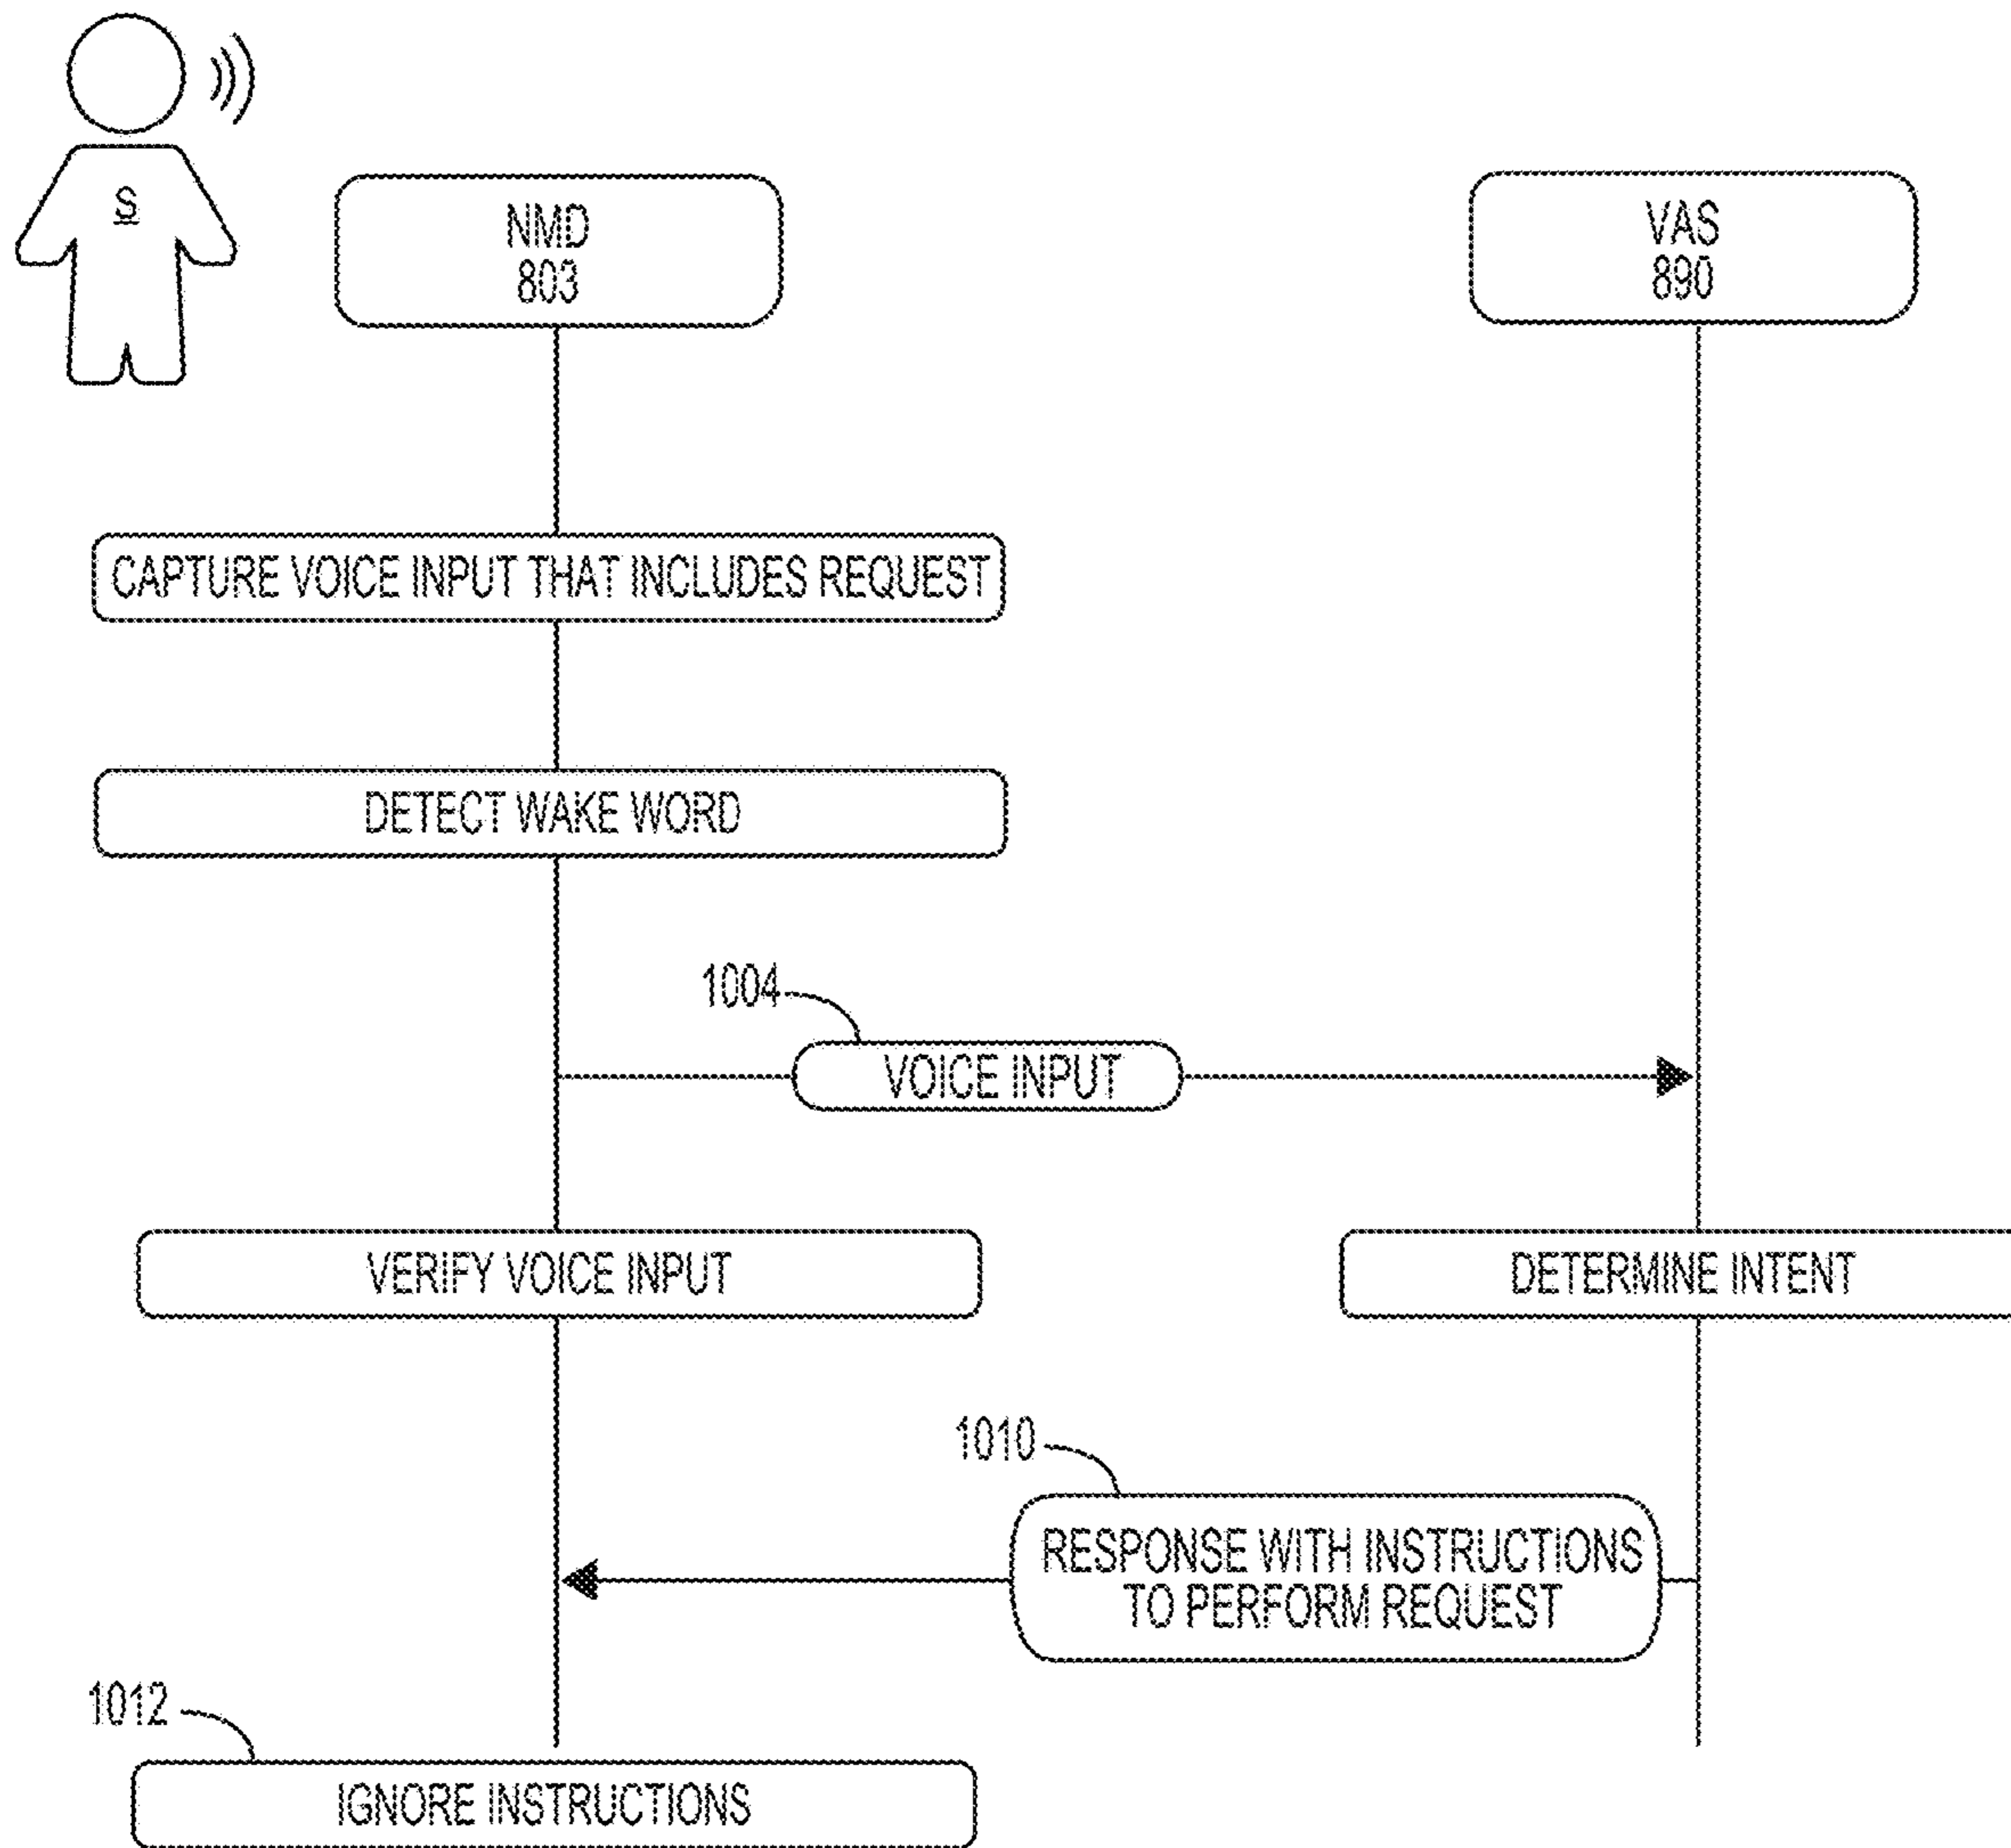 S
NMD
803
VAS
890
CAPTURE VOICE INPUT THAT INCLUDES REQUEST
DETECT WAKE WORD
1004
VOICE INPUT
VERIFY VOICE INPUT
DETERMINE INTENT
1010
RESPONSE WITH INSTRUCTIONS
TO PERFORM REQUEST
1012
IGNORE INSTRUCTIONS